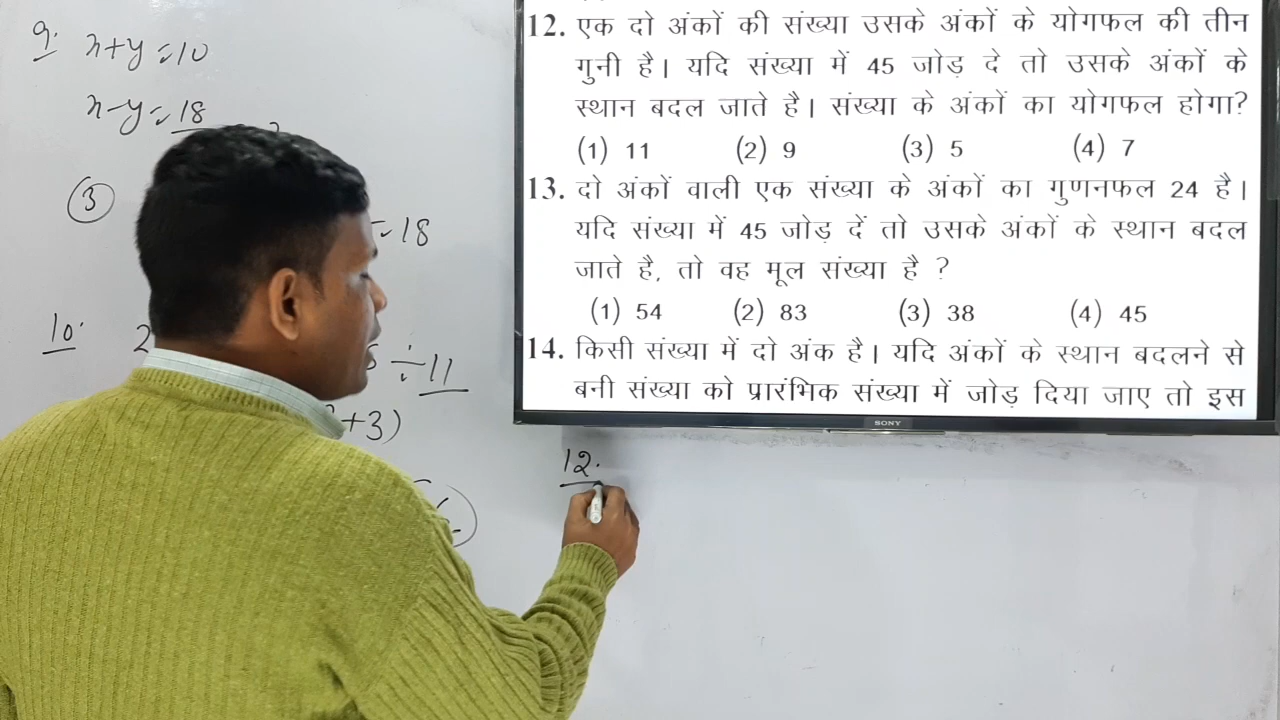 9.
x+y=10
x-y=18
(3)
=18
10.
2
5 ÷ 11
+3)
12. एक दो अंकों की संख्या उसके अंकों के योगफल की तीन
गुनी है। यदि संख्या में 45 जोड़ दे तो उसके अंकों के
स्थान बदल जाते है। संख्या के अंकों का योगफल होगा?
(1) 11 (2) 9 (3) 5 (4) 7
13. दो अंकों वाली एक संख्या के अंकों का गुणनफल 24 है।
यदि संख्या में 45 जोड़ दें तो उसके अंकों के स्थान बदल
जाते है, तो वह मूल संख्या है ?
(1) 54 (2) 83 (3) 38 (4) 45
14. किसी संख्या में दो अंक है। यदि अंकों के स्थान बदलने से
बनी संख्या को प्रारंभिक संख्या में जोड़ दिया जाए तो इस
SONY
12.